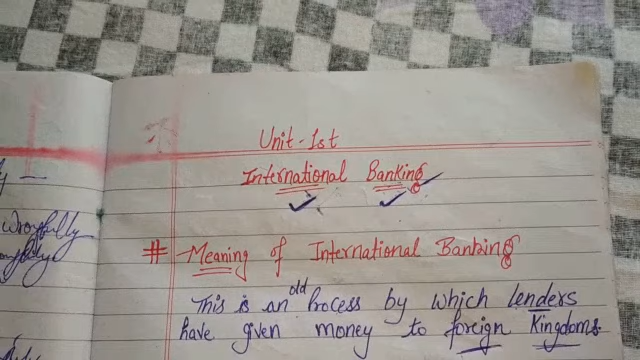 Unit-1st
International Banking
# Meaning of International Banking
This is an old Process by which lenders
have given money to foreign Kingdoms
wrongfully